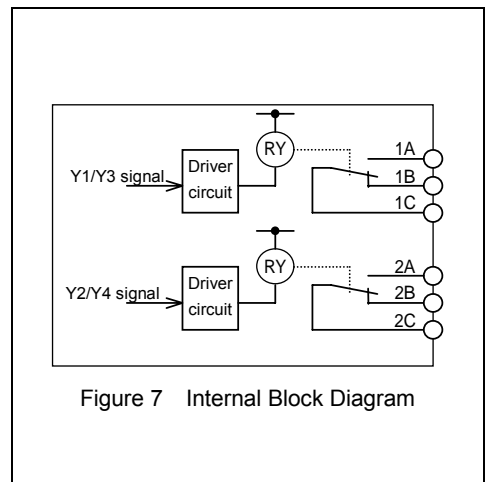 RY
1A
Y1/Y3 signal
Driver
circuit
1B
1C
RY
2A
Y2/Y4 signal
Driver
circuit
2B
2C
Figure 7 Internal Block Diagram